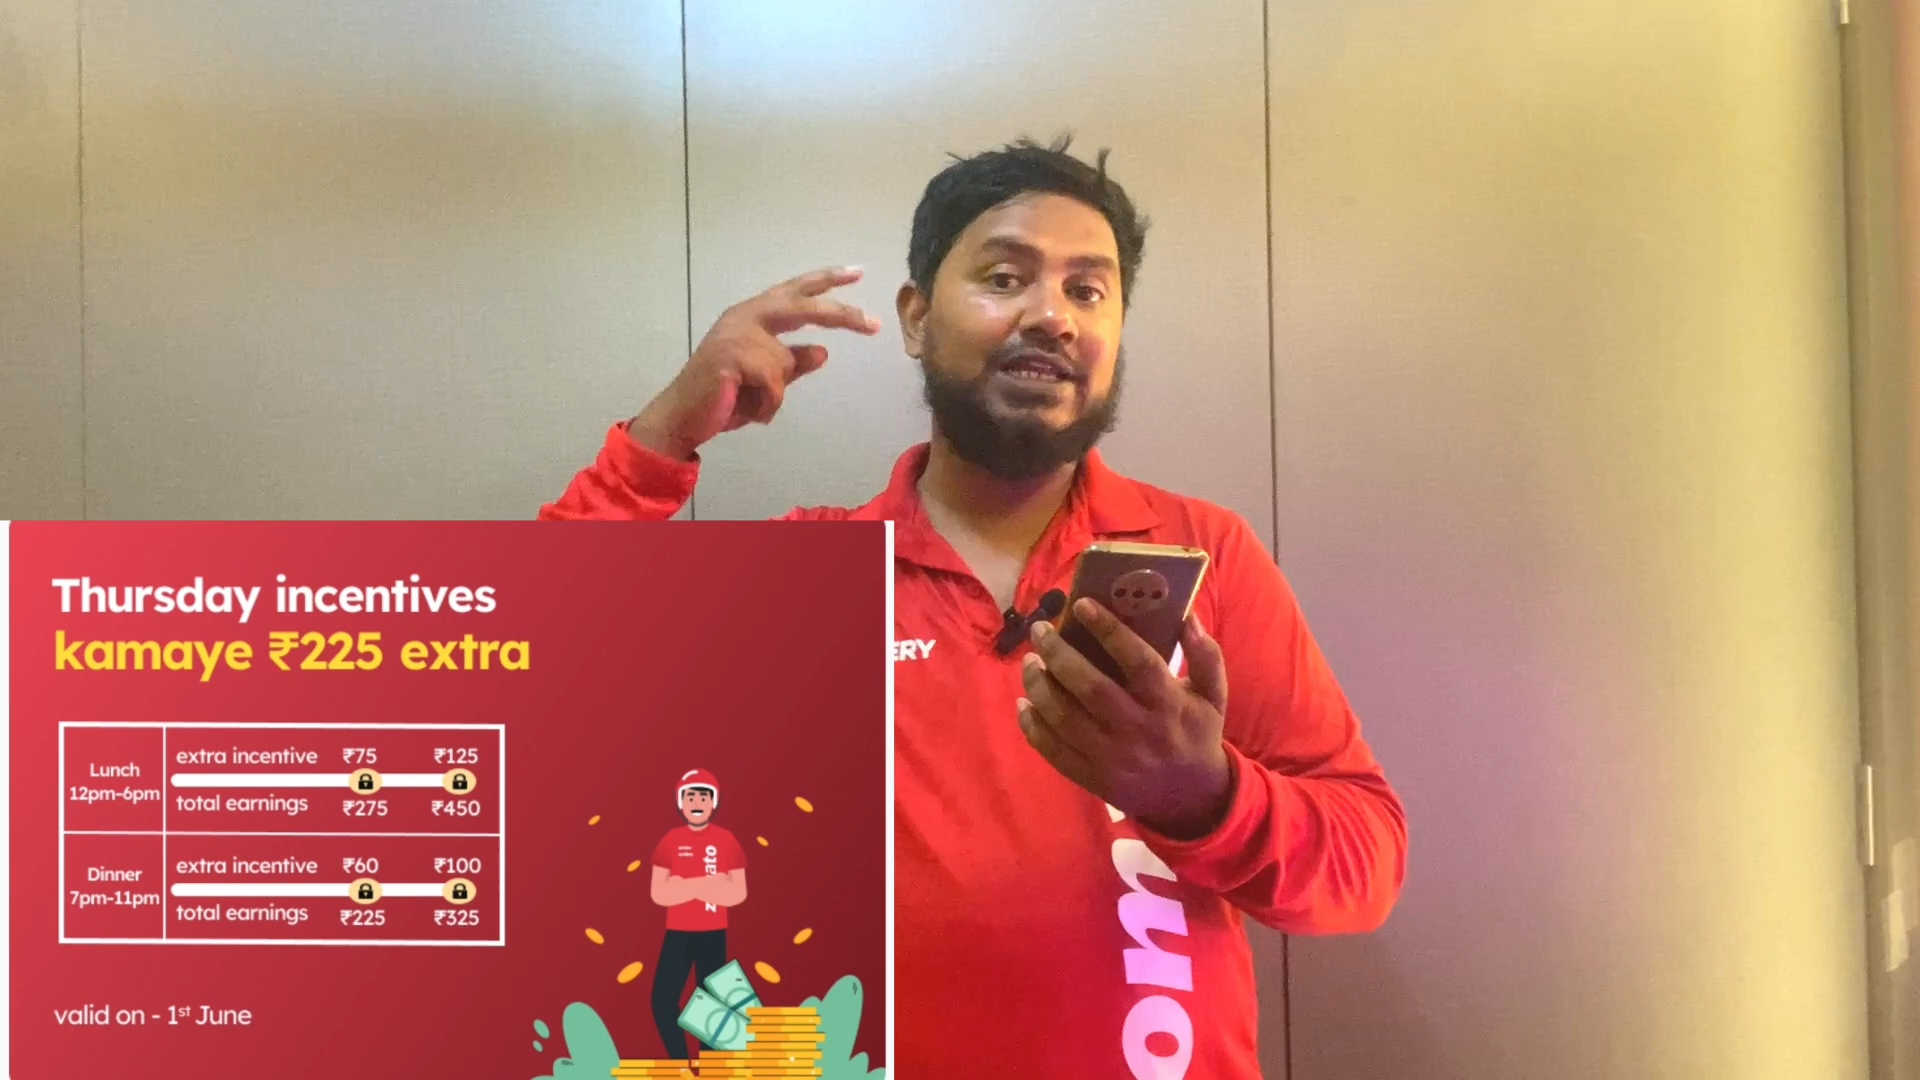 Thursday incentives
kamaye ₹225 extra
Lunch
12pm-6pm
extra incentive ₹75 ₹125
total earnings ₹275 ₹450
Dinner
7pm-11pm
extra incentive ₹60 ₹100
total earnings ₹225 ₹325
valid on - 1st June
ERY
om